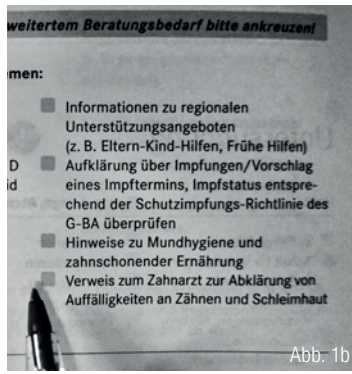 weitertem Beratungsbedarf bitte ankreuzen!
men:
Informationen zu regionalen
Unterstützungsangeboten
(z. B. Eltern-Kind-Hilfen, Frühe Hilfen)
D Aufklärung über Impfungen/Vorschlag
id eines Impftermins, Impfstatus entspre-
chend der Schutzimpfungs-Richtlinie des
G-BA überprüfen
Hinweise zu Mundhygiene und
zahnschonender Ernährung
Verweis zum Zahnarzt zur Abklärung von
Auffälligkeiten an Zähnen und Schleimhaut
Abb. 1b